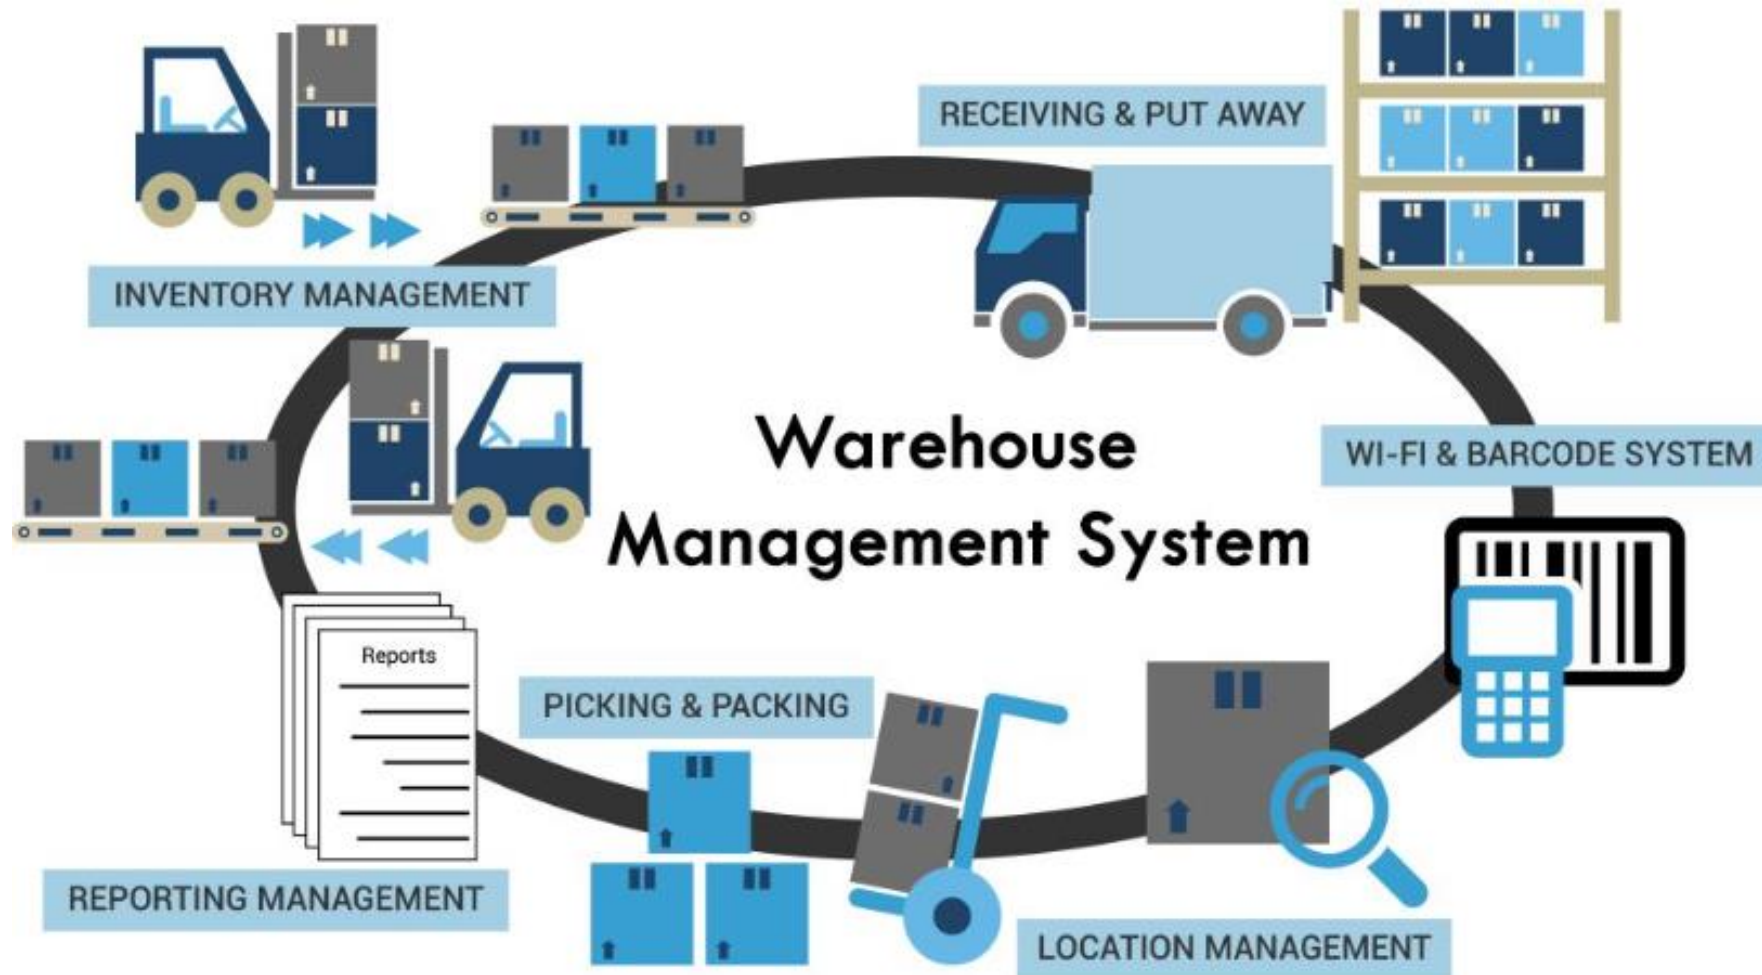 RECEIVING & PUT AWAY
INVENTORY MANAGEMENT
Warehouse
Management System
WI-FI & BARCODE SYSTEM
Reports
PICKING & PACKING
REPORTING MANAGEMENT
LOCATION MANAGEMENT